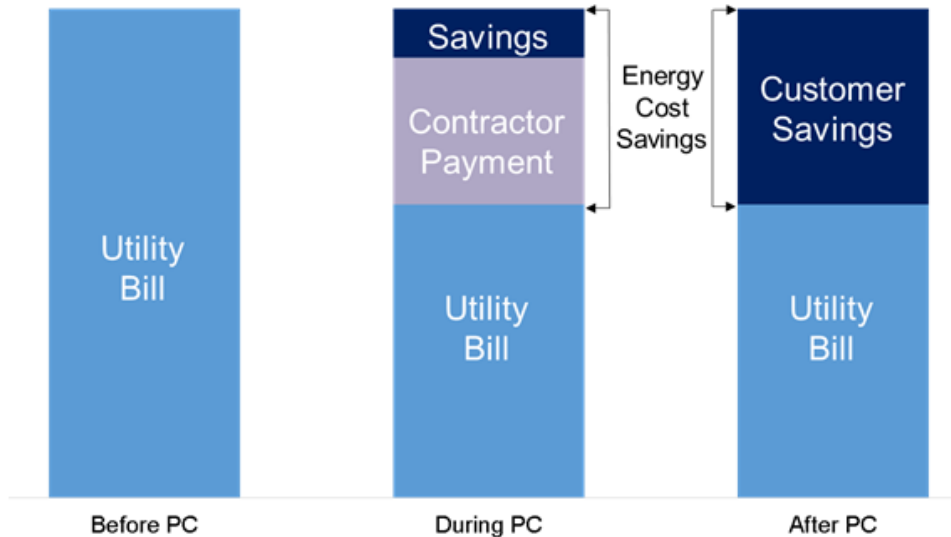 Utility
Bill
Savings
Contractor
Payment
Utility
Bill
Energy
Cost
Savings
Customer
Savings
Utility
Bill
Before PC
During PC
After PC